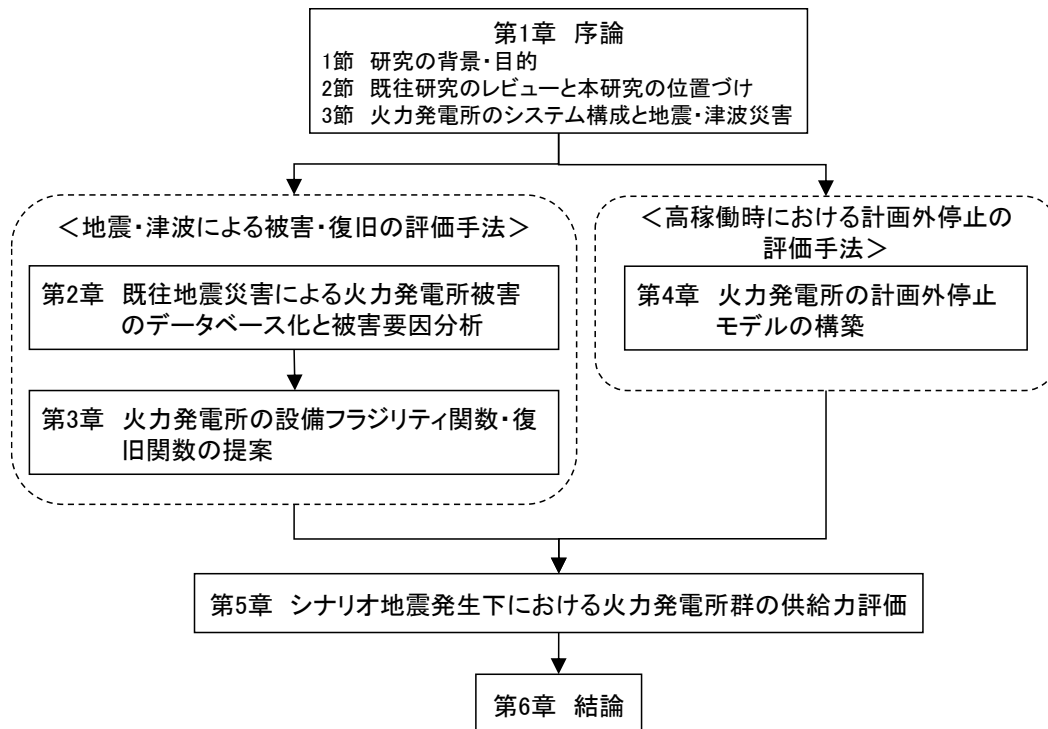 第1章 序論
1節 研究の背景・目的
2節 既往研究のレビューと本研究の位置づけ
3節 火力発電所のシステム構成と地震・津波災害
＜地震・津波による被害・復旧の評価手法＞
第2章 既往地震災害による火力発電所被害
のデータベース化と被害要因分析
第3章 火力発電所の設備フラジリティ関数・復
旧関数の提案
＜高稼働時における計画外停止の
評価手法＞
第4章 火力発電所の計画外停止
モデルの構築
第5章 シナリオ地震発生下における火力発電所群の供給力評価
第6章 結論